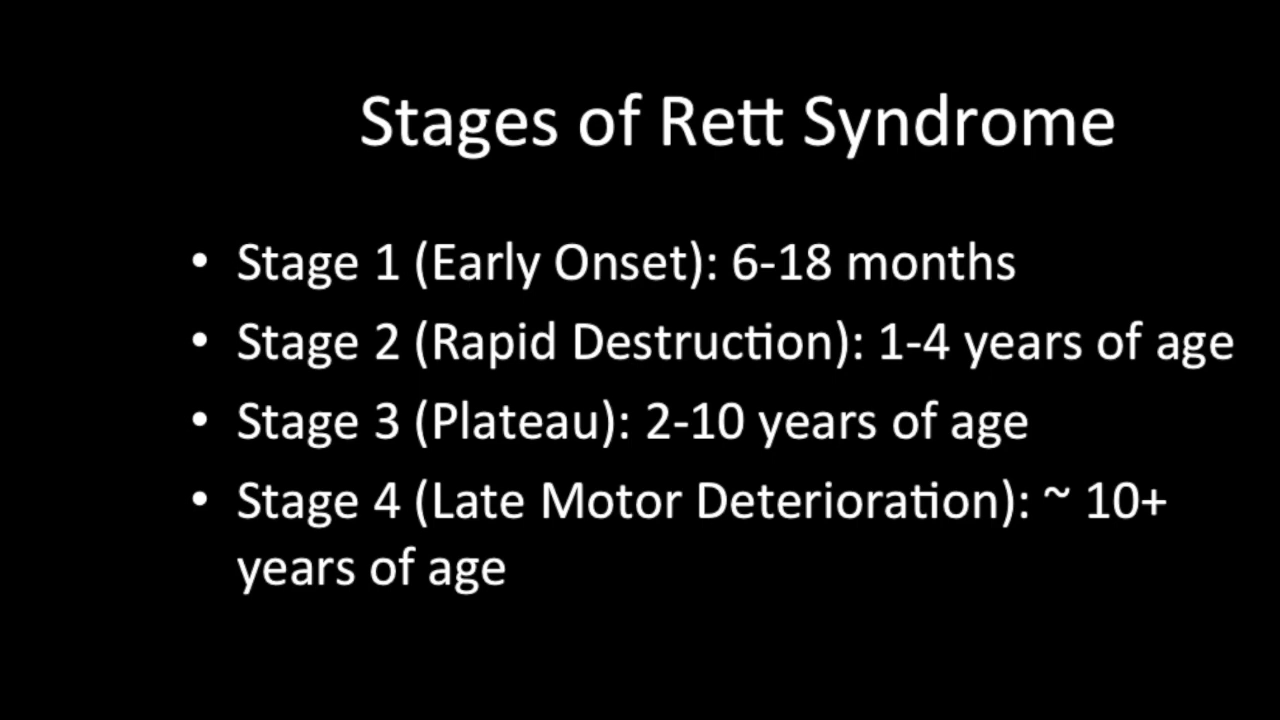 Stages of Rett Syndrome
• Stage 1 (Early Onset): 6-18 months
• Stage 2 (Rapid Destruction): 1-4 years of age
• Stage 3 (Plateau): 2-10 years of age
• Stage 4 (Late Motor Deterioration): ~ 10+
years of age